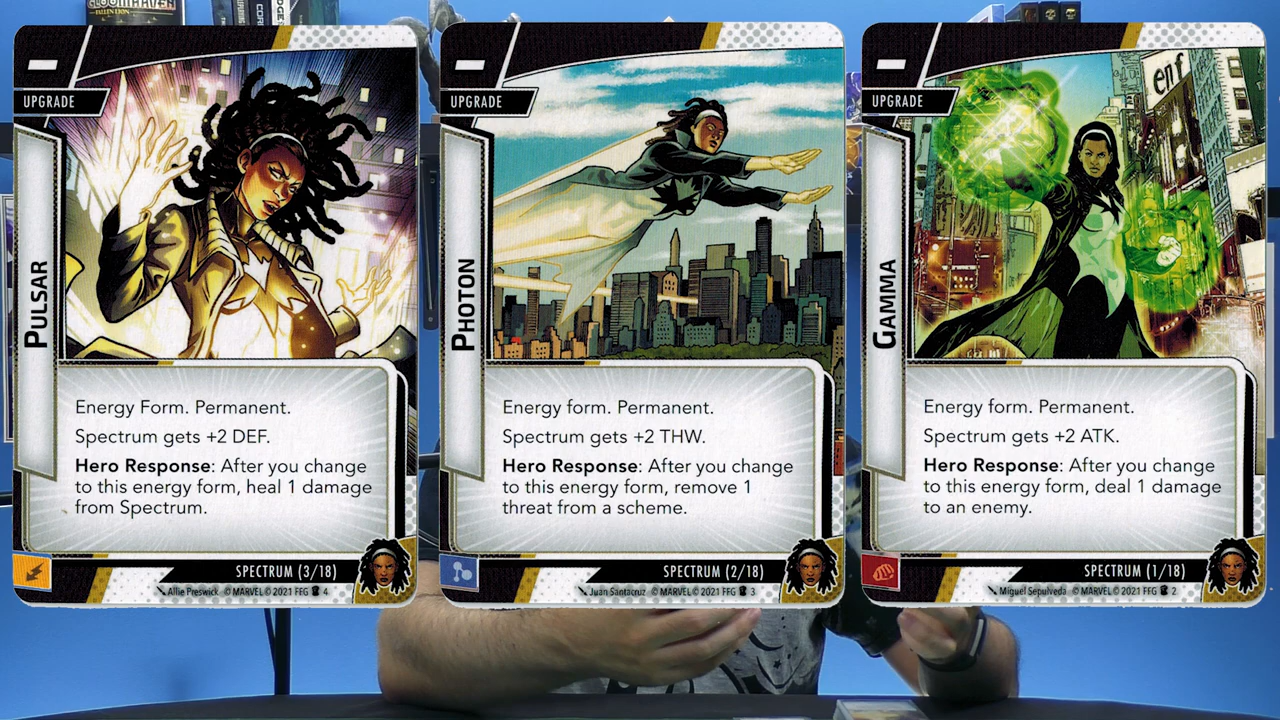 GLOOMHAVEN
FALLEN LION
CORE
UPGRADE
PULSAR
Energy Form. Permanent.
Spectrum gets +2 DEF.
Hero Response: After you change
to this energy form, heal 1 damage
from Spectrum.
SPECTRUM (3/18)
Allie Preswick © MARVEL © 2021 FFG 4
UPGRADE
PHOTON
Energy form. Permanent.
Spectrum gets +2 THW.
Hero Response: After you change
to this energy form, remove 1
threat from a scheme.
SPECTRUM (2/18)
Juan Santacruz © MARVEL © 2021 FFG 3
UPGRADE
enf
GAMMA
Energy form. Permanent.
Spectrum gets +2 ATK.
Hero Response: After you change
to this energy form, deal 1 damage
to an enemy.
SPECTRUM (1/18)
Miguel Sepulveda © MARVEL © 2021 FFG 2